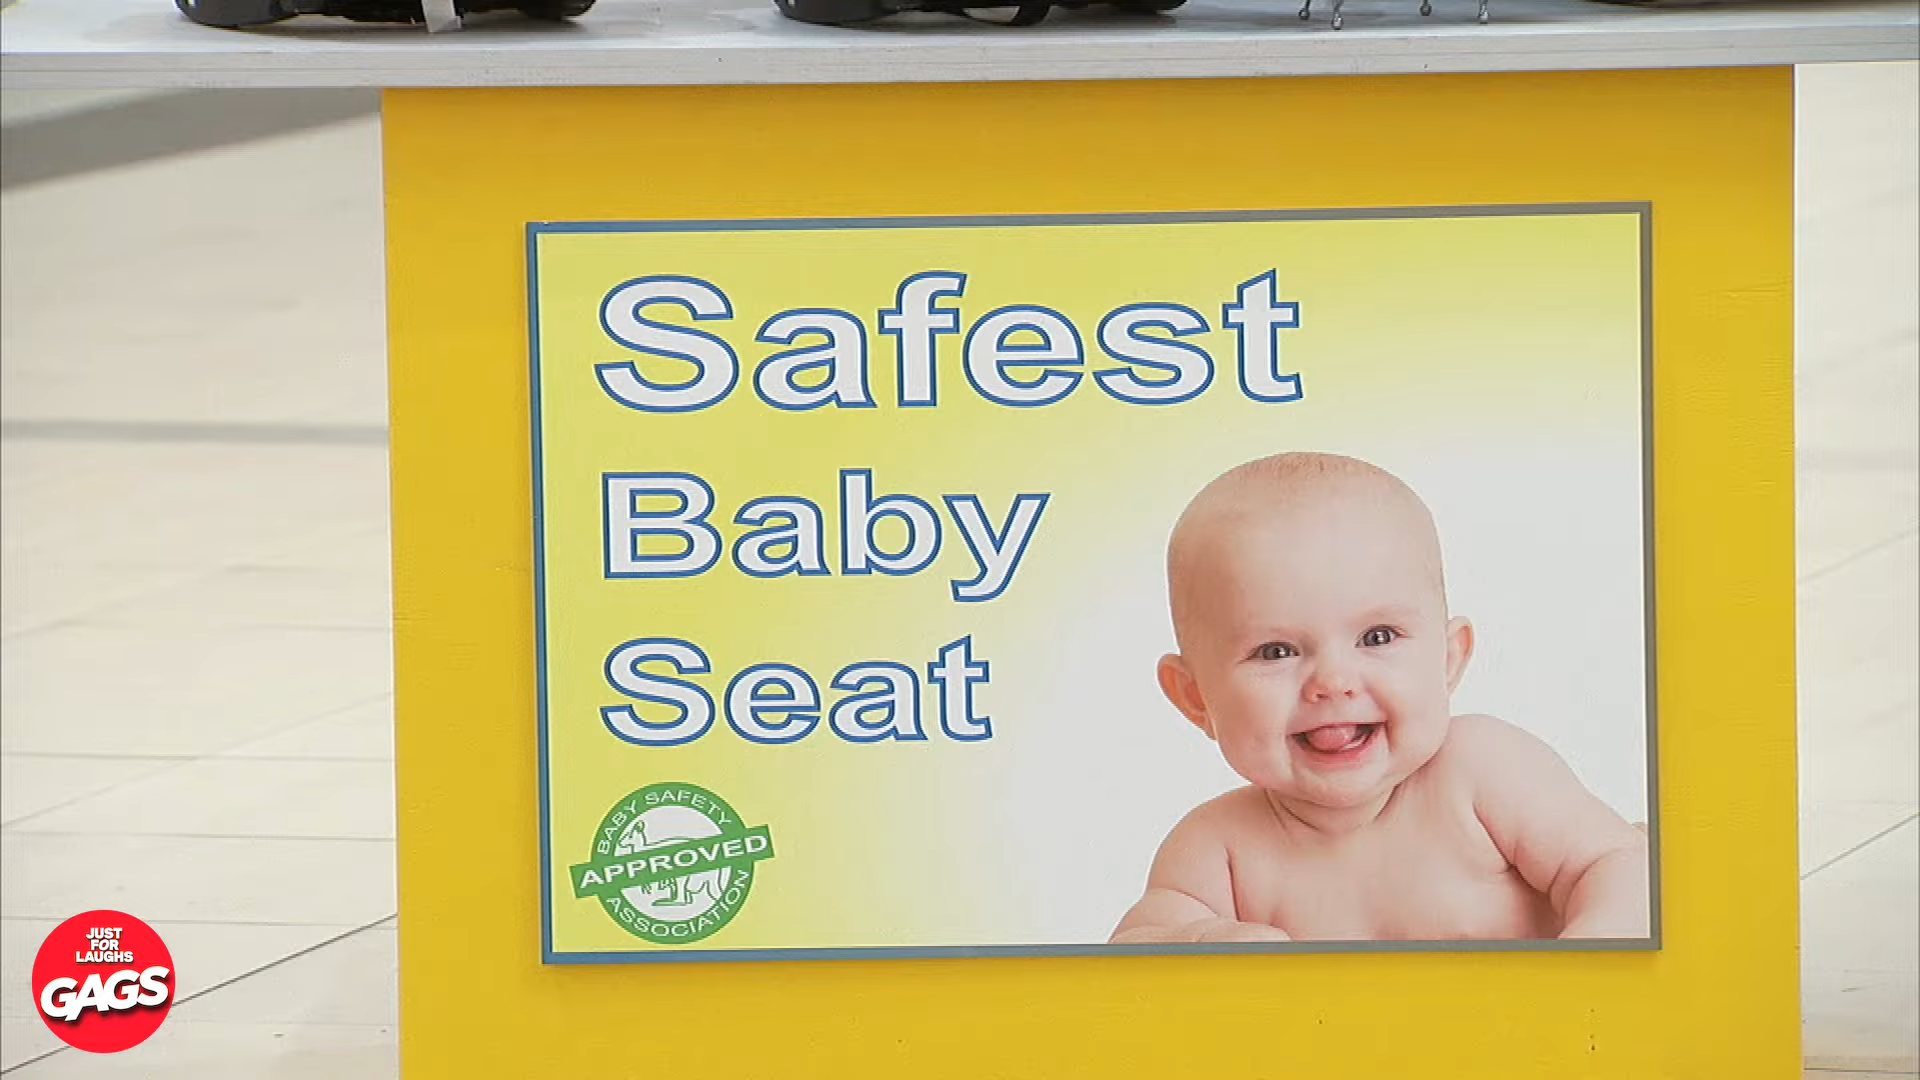 Safest
Baby
Seat
BABY SAFETY
APPROVED
ASSOCIATION
JUST
FOR
LAUGHS
GAGS